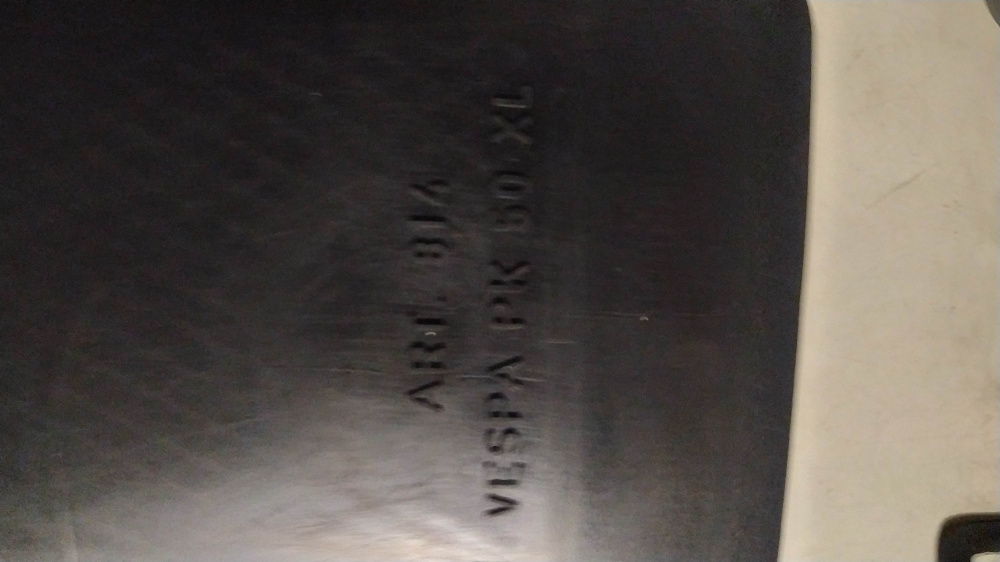 ART. 814
VESPA PK 50 XL